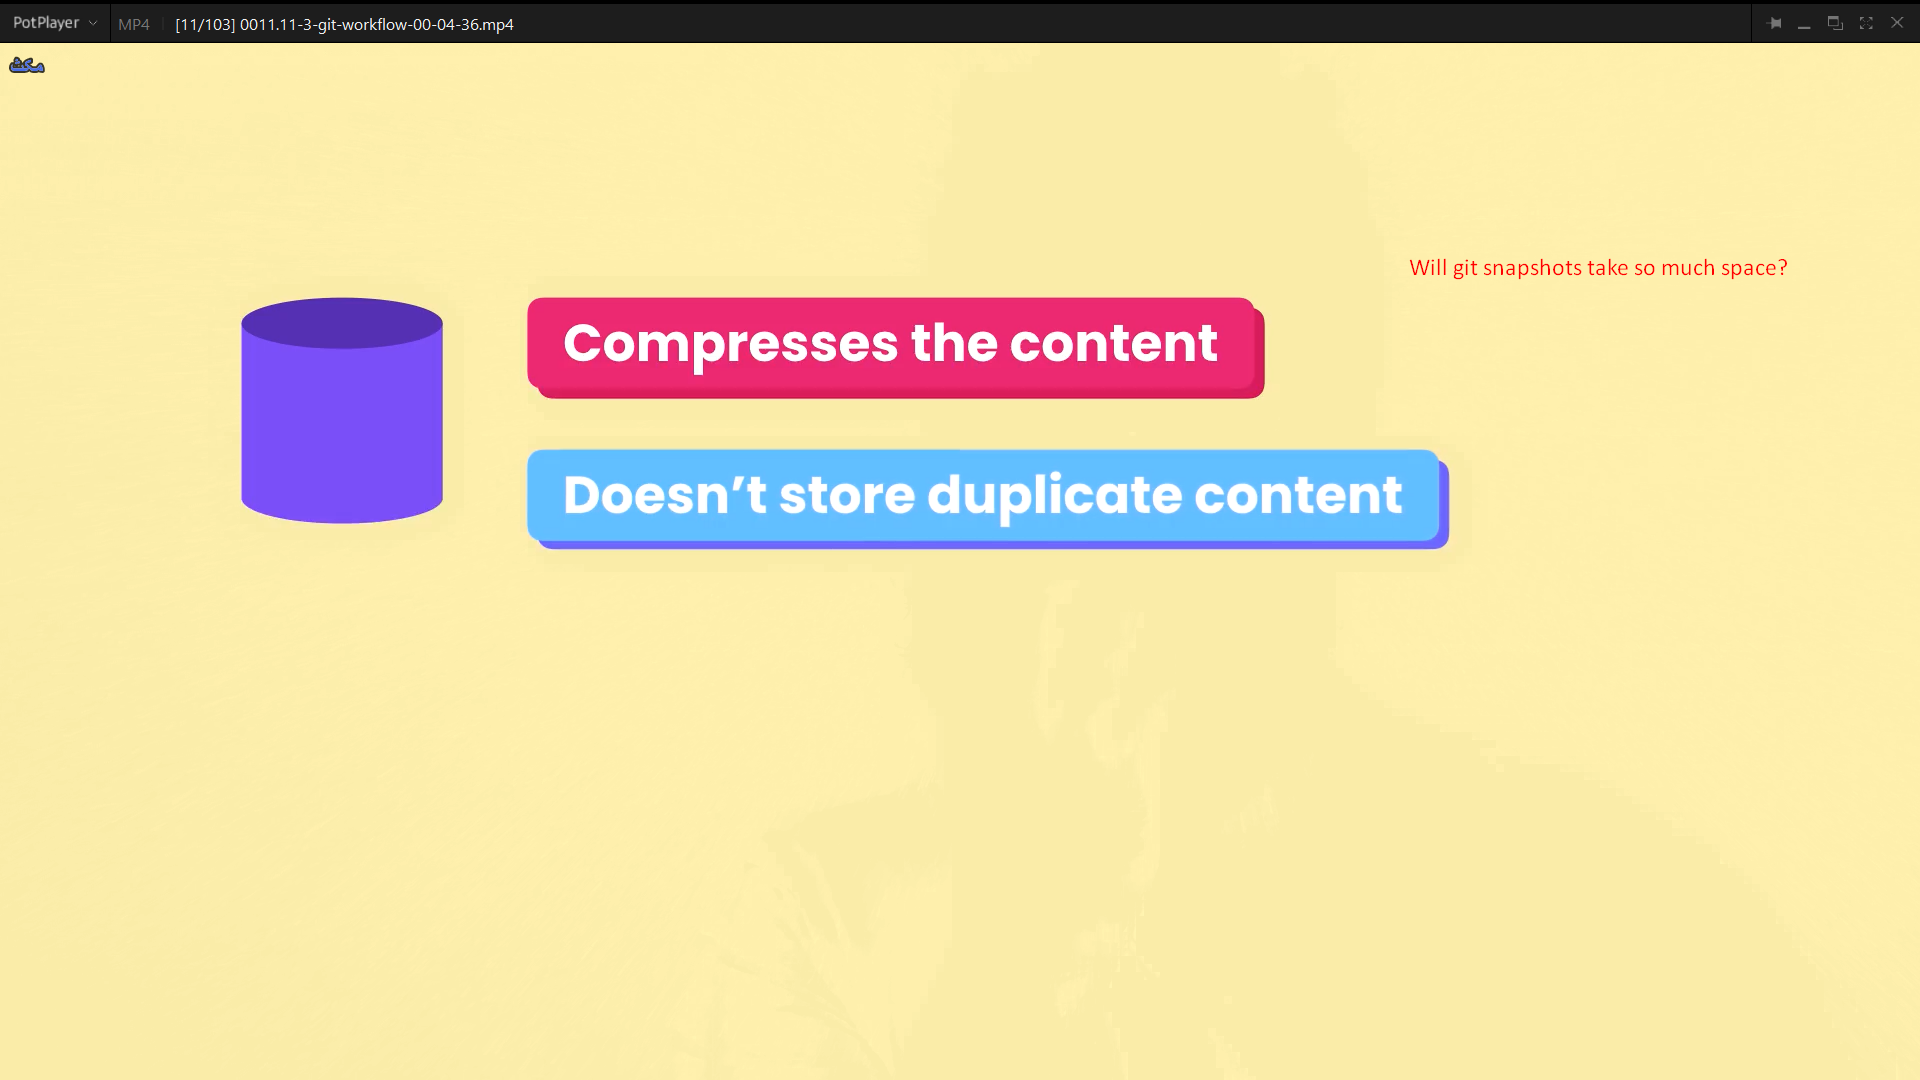 PotPlayer MP4 [11/103] 0011.11-3-git-workflow-00-04-36.mp4
Will git snapshots take so much space?
Compresses the content
Doesn't store duplicate content